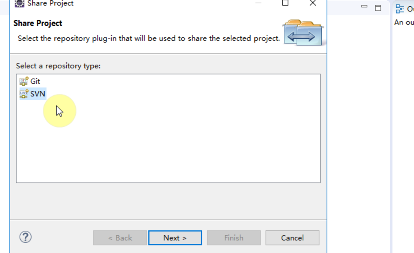 Share Project
Ou
Share Project
An ou
Select the repository plug-in that will be used to share the selected project.
Select a repository type:
Git
SVN
?
< Back
Next >
Finish
Cancel